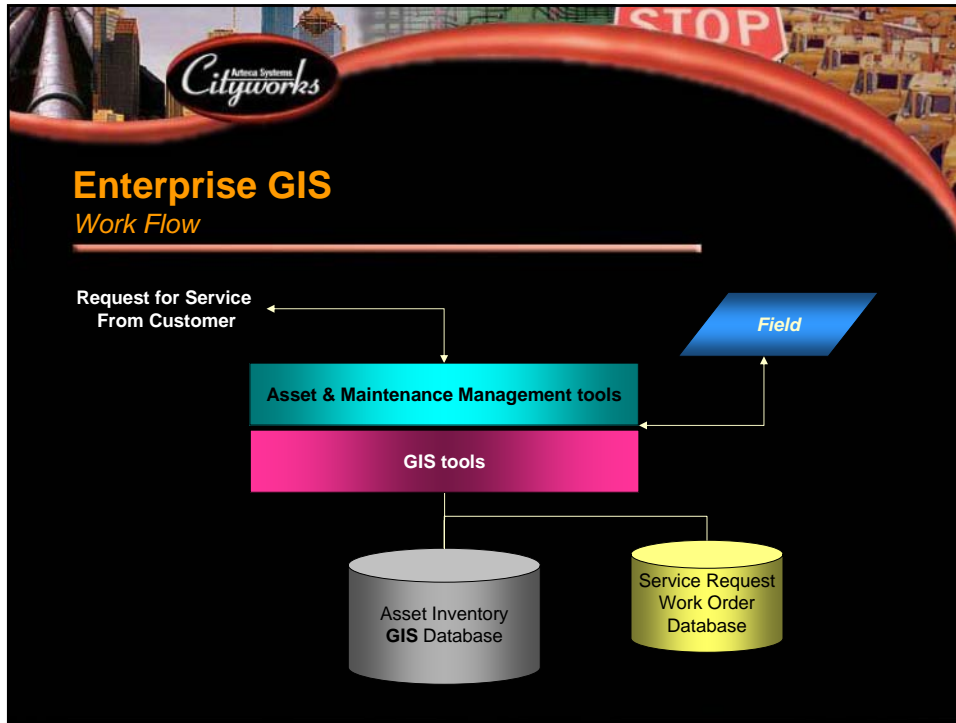 STOP
Azteca Systems
Cityworks
Enterprise GIS
Work Flow
Request for Service
From Customer
Field
Asset & Maintenance Management tools
GIS tools
Asset Inventory
GIS Database
Service Request
Work Order
Database